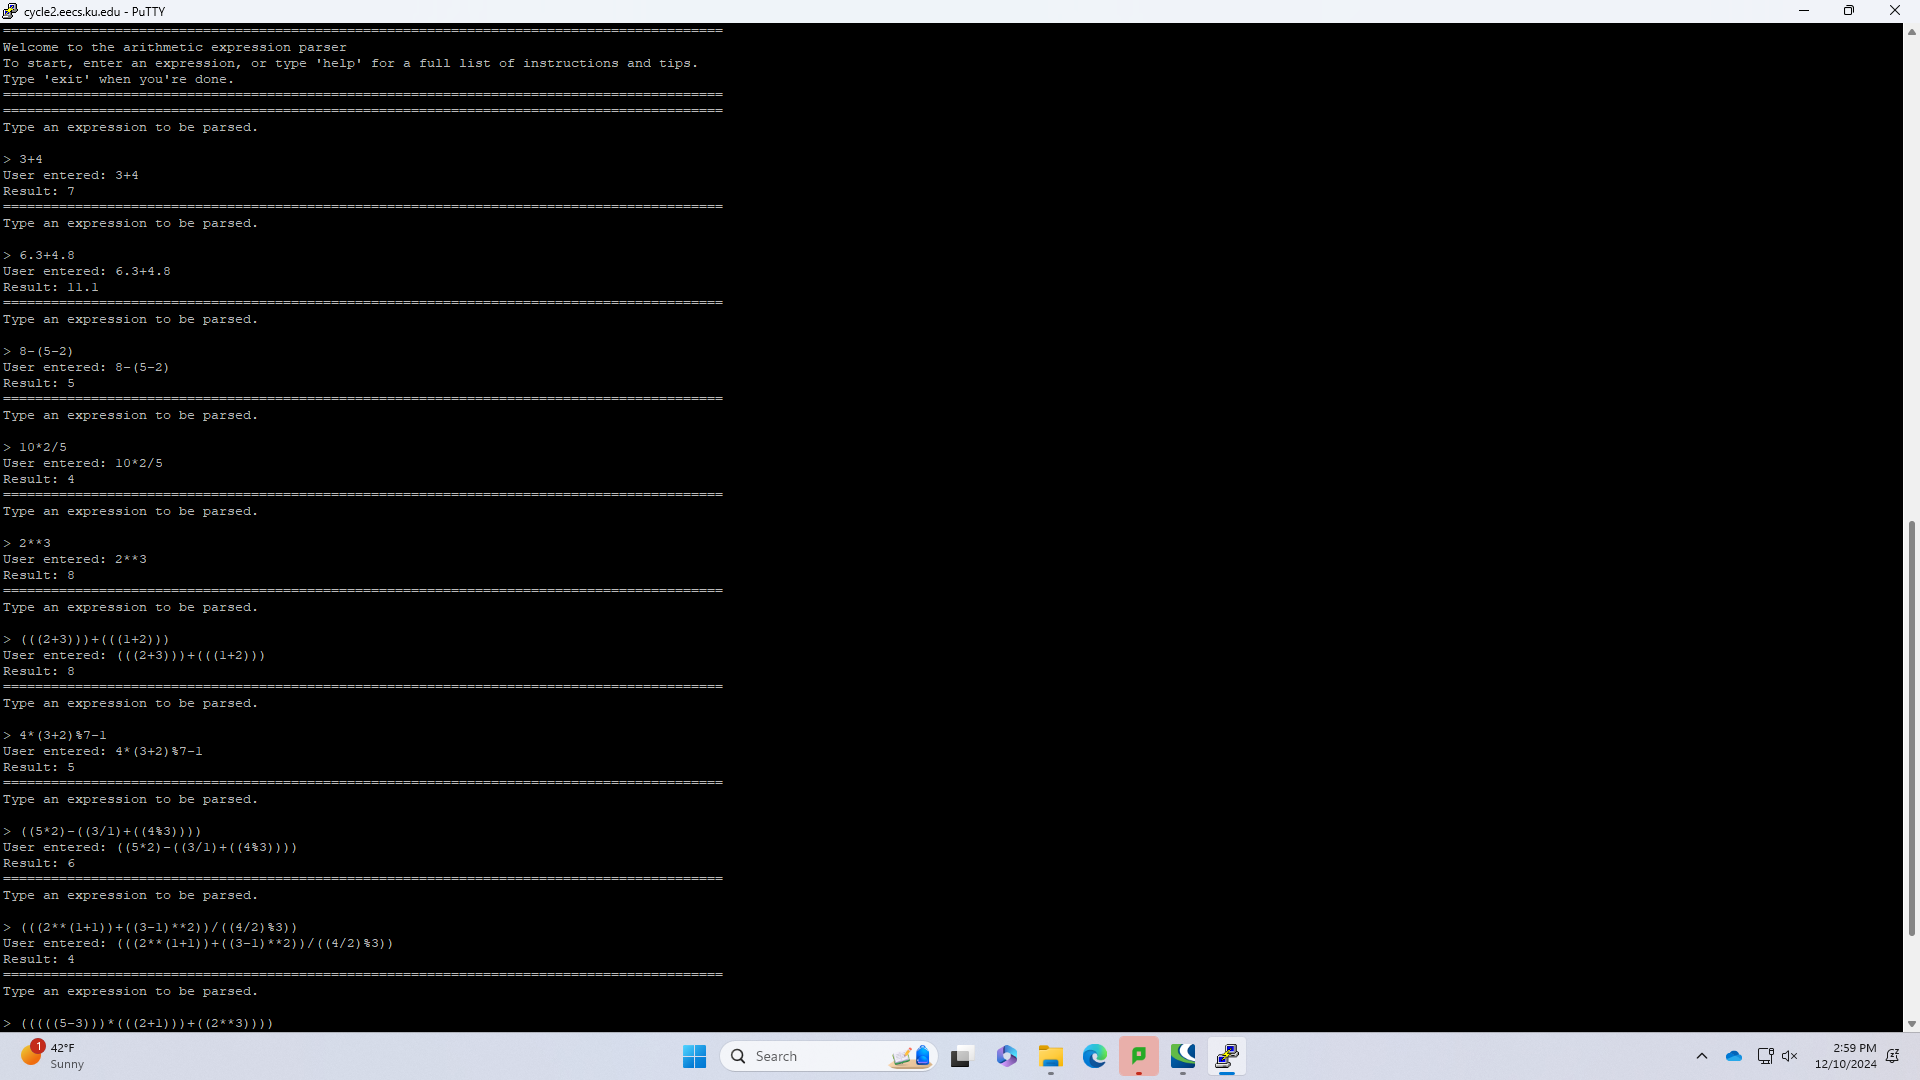 cycle2.eecs.ku.edu - PuTTY
==========================================================================================
Welcome to the arithmetic expression parser
To start, enter an expression, or type 'help' for a full list of instructions and tips.
Type 'exit' when you're done.
==========================================================================================
==========================================================================================
Type an expression to be parsed.
> 3+4
User entered: 3+4
Result: 7
==========================================================================================
Type an expression to be parsed.
> 6.3+4.8
User entered: 6.3+4.8
Result: 11.1
==========================================================================================
Type an expression to be parsed.
> 8-(5-2)
User entered: 8-(5-2)
Result: 5
==========================================================================================
Type an expression to be parsed.
> 10*2/5
User entered: 10*2/5
Result: 4
==========================================================================================
Type an expression to be parsed.
> 2**3
User entered: 2**3
Result: 8
==========================================================================================
Type an expression to be parsed.
> (((2+3)))+(((1+2)))
User entered: (((2+3)))+(((1+2)))
Result: 8
==========================================================================================
Type an expression to be parsed.
> 4*(3+2)%7-1
User entered: 4*(3+2)%7-1
Result: 5
==========================================================================================
Type an expression to be parsed.
> ((5*2)-((3/1)+((4%3))))
User entered: ((5*2)-((3/1)+((4%3))))
Result: 6
==========================================================================================
Type an expression to be parsed.
> (((2**(1+1))+((3-1)**2))/((4/2)%3))
User entered: (((2**(1+1))+((3-1)**2))/((4/2)%3))
Result: 4
==========================================================================================
Type an expression to be parsed.
> (((((5-3)))*(((2+1)))+((2**3))))
1
42°F
Sunny
Search
2:59 PM
12/10/2024